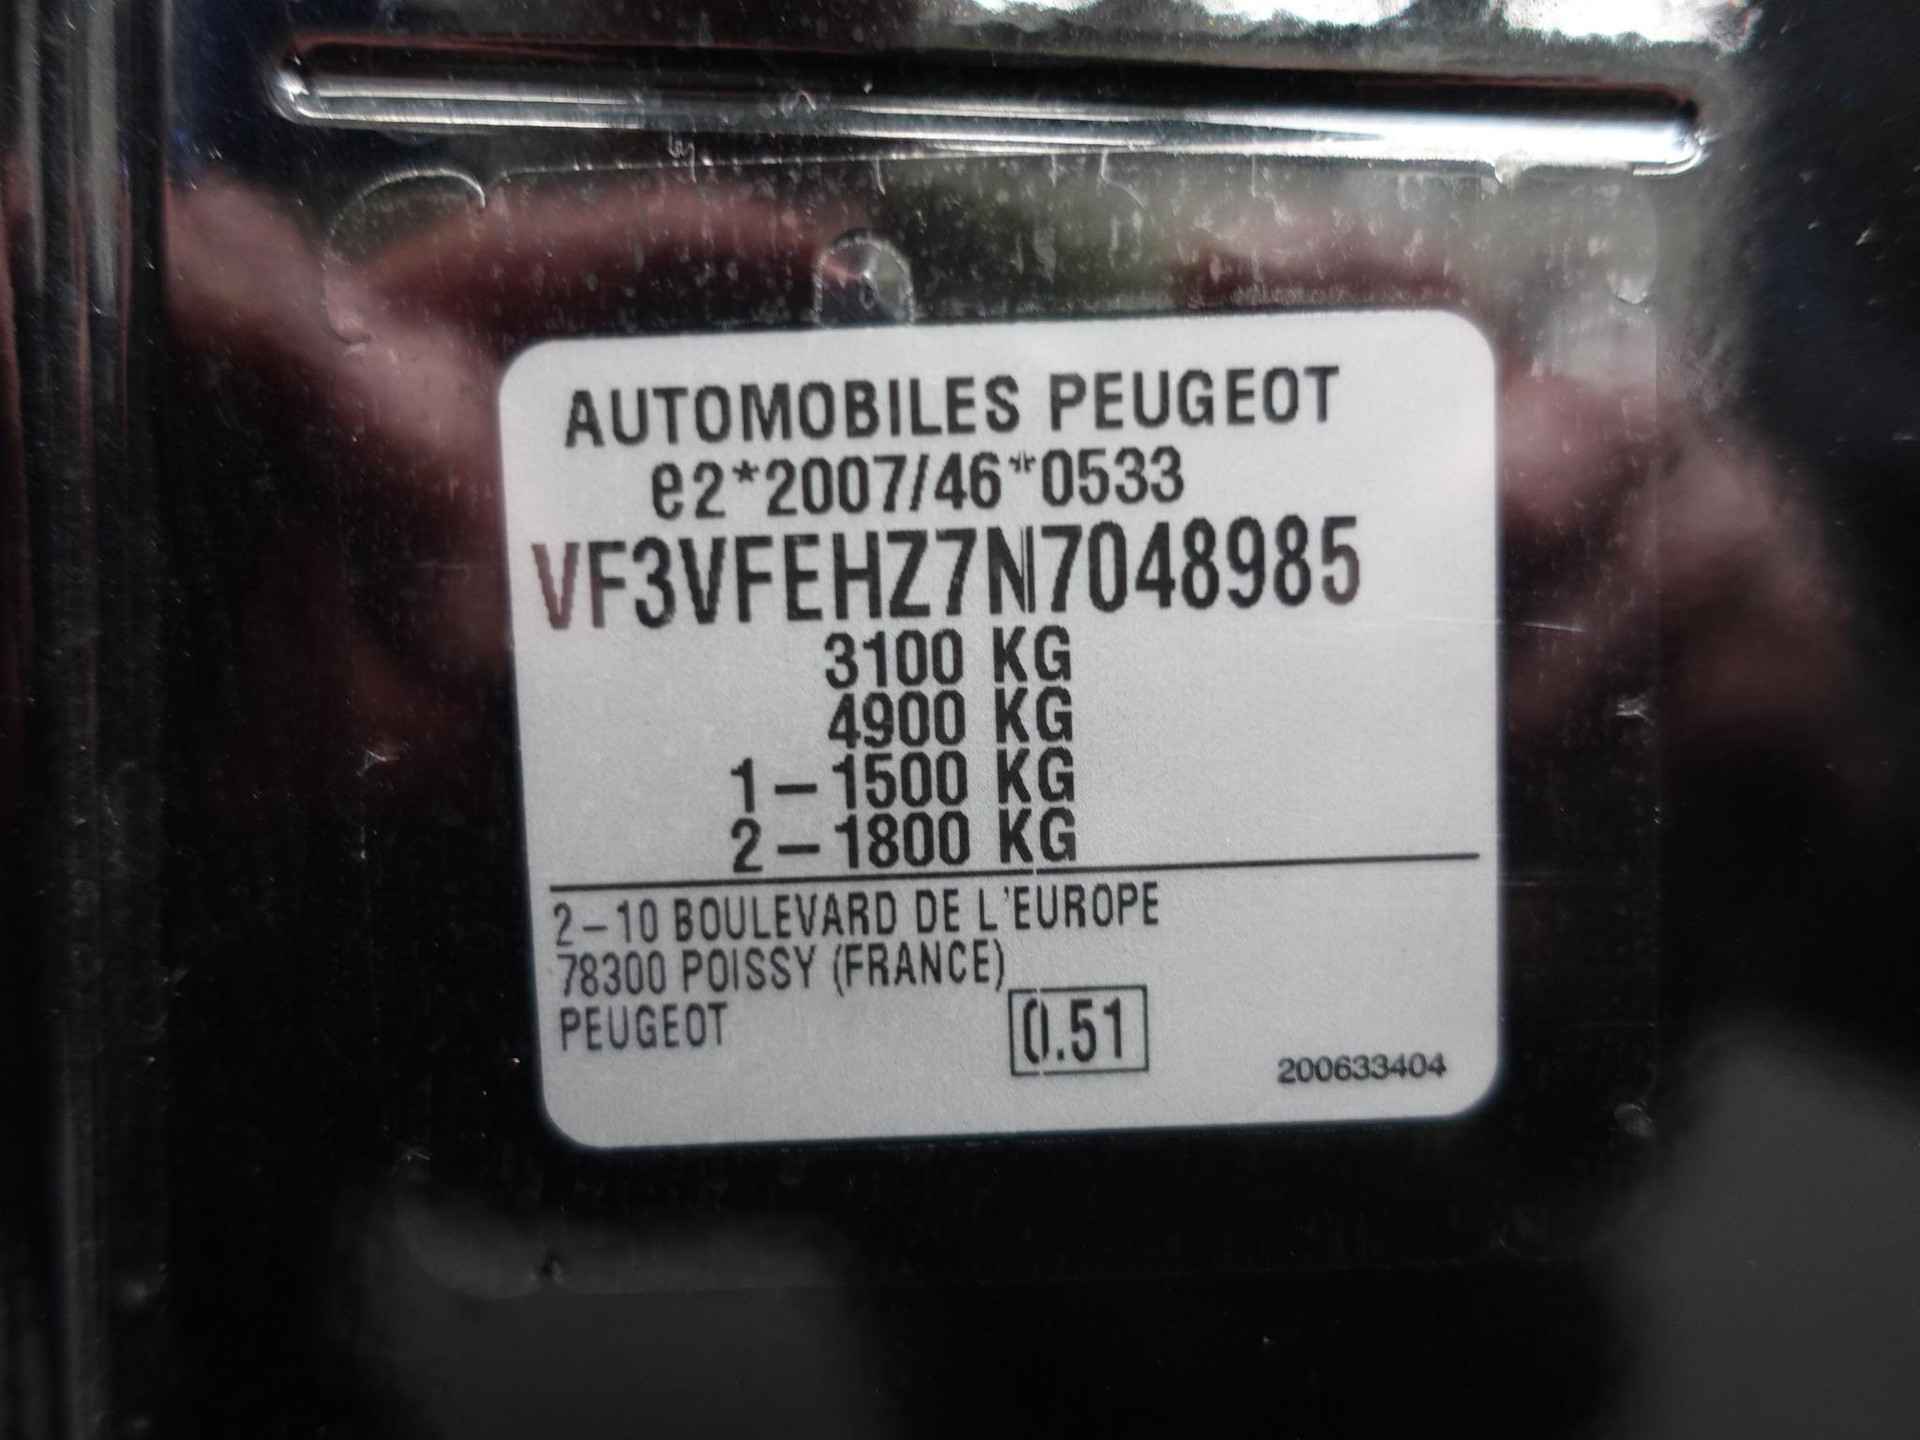 AUTOMOBILES PEUGEOT
e2*2007/46*0533
VF3VFEHZ7N7048985
3100 KG
4900 KG
1-1500 KG
2-1800 KG
2-10 BOULEVARD DE L'EUROPE
78300 POISSY (FRANCE)
PEUGEOT
0.51
200633404